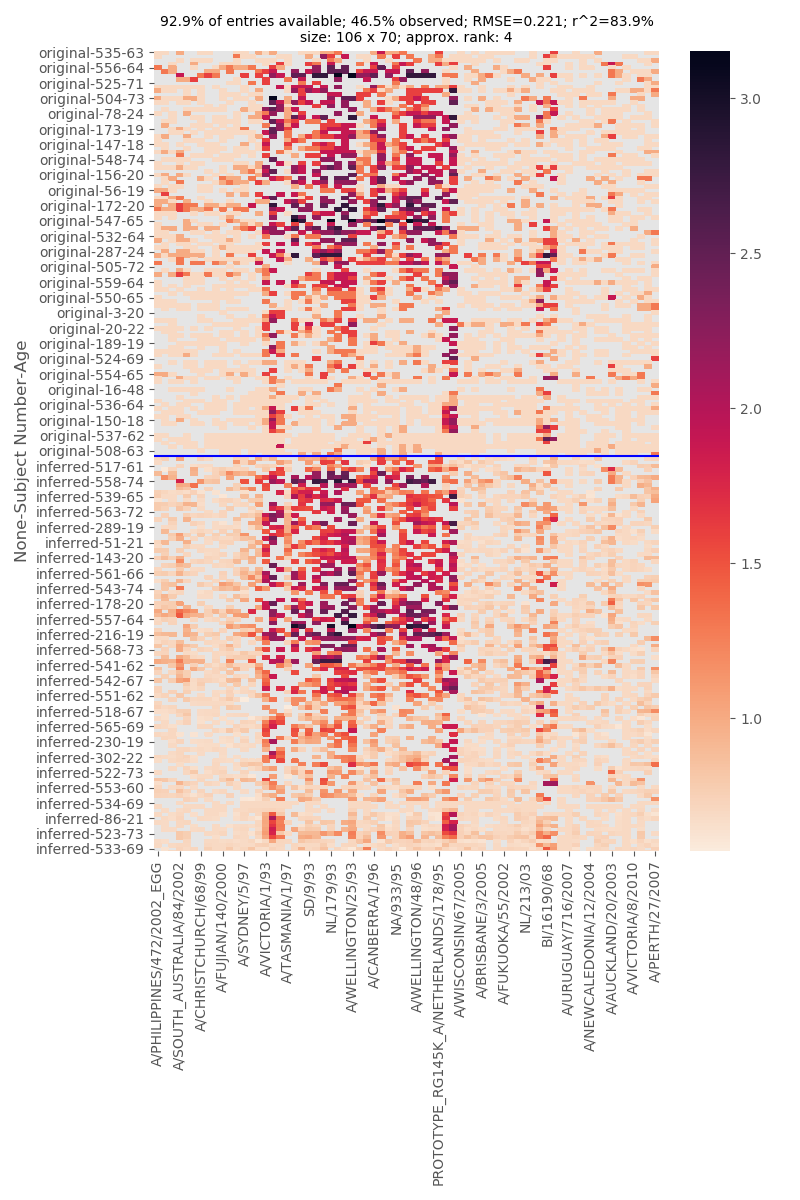 92.9% of entries available; 46.5% observed; RMSE=0.221; r^2=83.9%
size: 106 x 70; approx. rank: 4
None-Subject Number-Age
original-535-63
original-556-64
original-525-71
original-504-73
original-78-24
original-173-19
original-147-18
original-548-74
original-156-20
original-56-19
original-172-20
original-547-65
original-532-64
original-287-24
original-505-72
original-559-64
original-550-65
original-3-20
original-20-22
original-189-19
original-524-69
original-554-65
original-16-48
original-536-64
original-150-18
original-537-62
original-508-63
inferred-517-61
inferred-558-74
inferred-539-65
inferred-563-72
inferred-289-19
inferred-51-21
inferred-143-20
inferred-561-66
inferred-543-74
inferred-178-20
inferred-557-64
inferred-216-19
inferred-568-73
inferred-541-62
inferred-542-67
inferred-551-62
inferred-518-67
inferred-565-69
inferred-230-19
inferred-302-22
inferred-522-73
inferred-553-60
inferred-534-69
inferred-86-21
inferred-523-73
inferred-533-69
A/PHILIPPINES/472/2002_EGG
A/SOUTH_AUSTRALIA/84/2002
A/CHRISTCHURCH/68/99
A/FUJIAN/140/2000
A/SYDNEY/5/97
A/VICTORIA/1/93
A/TASMANIA/1/97
SD/9/93
NL/179/93
A/WELLINGTON/25/93
A/CANBERRA/1/96
NA/933/95
A/WELLINGTON/48/96
PROTOTYPE_RG145K_A/NETHERLANDS/178/95
A/WISCONSIN/67/2005
A/BRISBANE/3/2005
A/FUKUOKA/55/2002
NL/213/03
BI/16190/68
A/URUGUAY/716/2007
A/NEWCALEDONIA/12/2004
A/AUCKLAND/20/2003
A/VICTORIA/8/2010
A/PERTH/27/2007
3.0
2.5
2.0
1.5
1.0